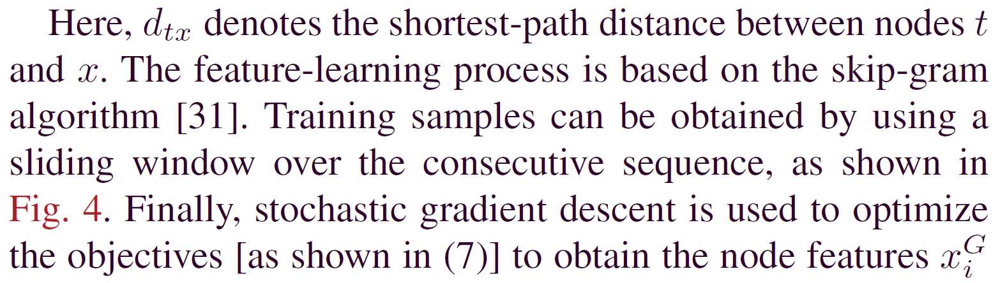 Here, $d_{tx}$ denotes the shortest-path distance between nodes $t$
and $x$. The feature-learning process is based on the skip-gram
algorithm [31]. Training samples can be obtained by using a
sliding window over the consecutive sequence, as shown in
Fig. 4. Finally, stochastic gradient descent is used to optimize
the objectives [as shown in (7)] to obtain the node features $x_i^G$